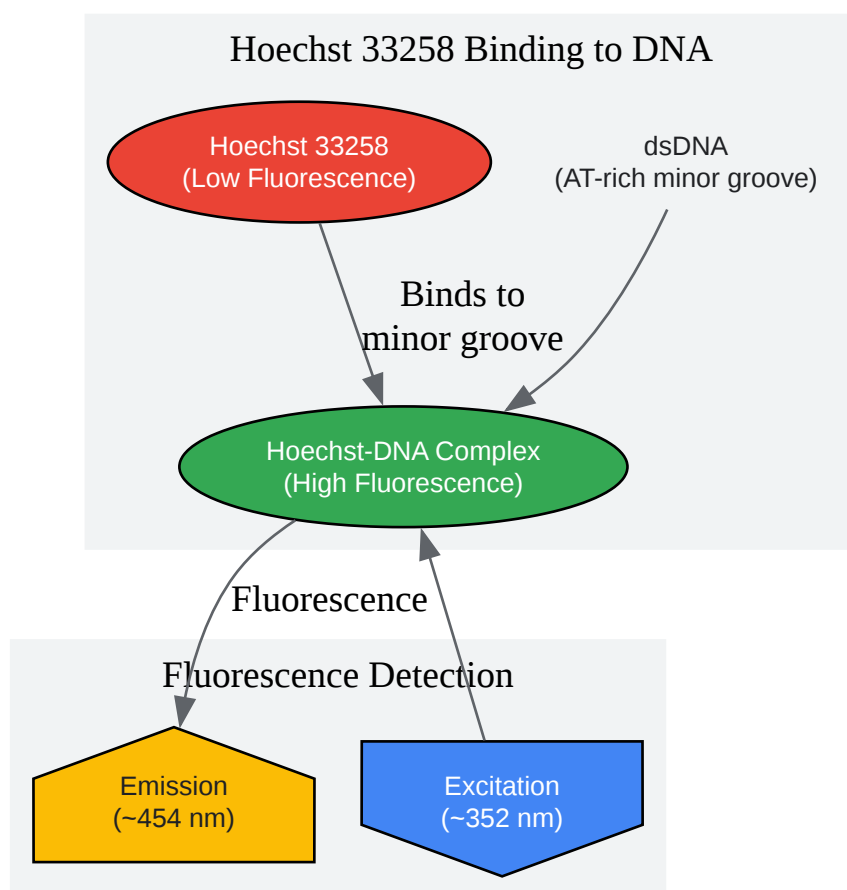 Hoechst 33258 Binding to DNA
Hoechst 33258
(Low Fluorescence)
dsDNA
(AT-rich minor groove)
Binds to
minor groove
Hoechst-DNA Complex
(High Fluorescence)
Fluorescence
Fluorescence Detection
Emission
(~454 nm)
Excitation
(~352 nm)